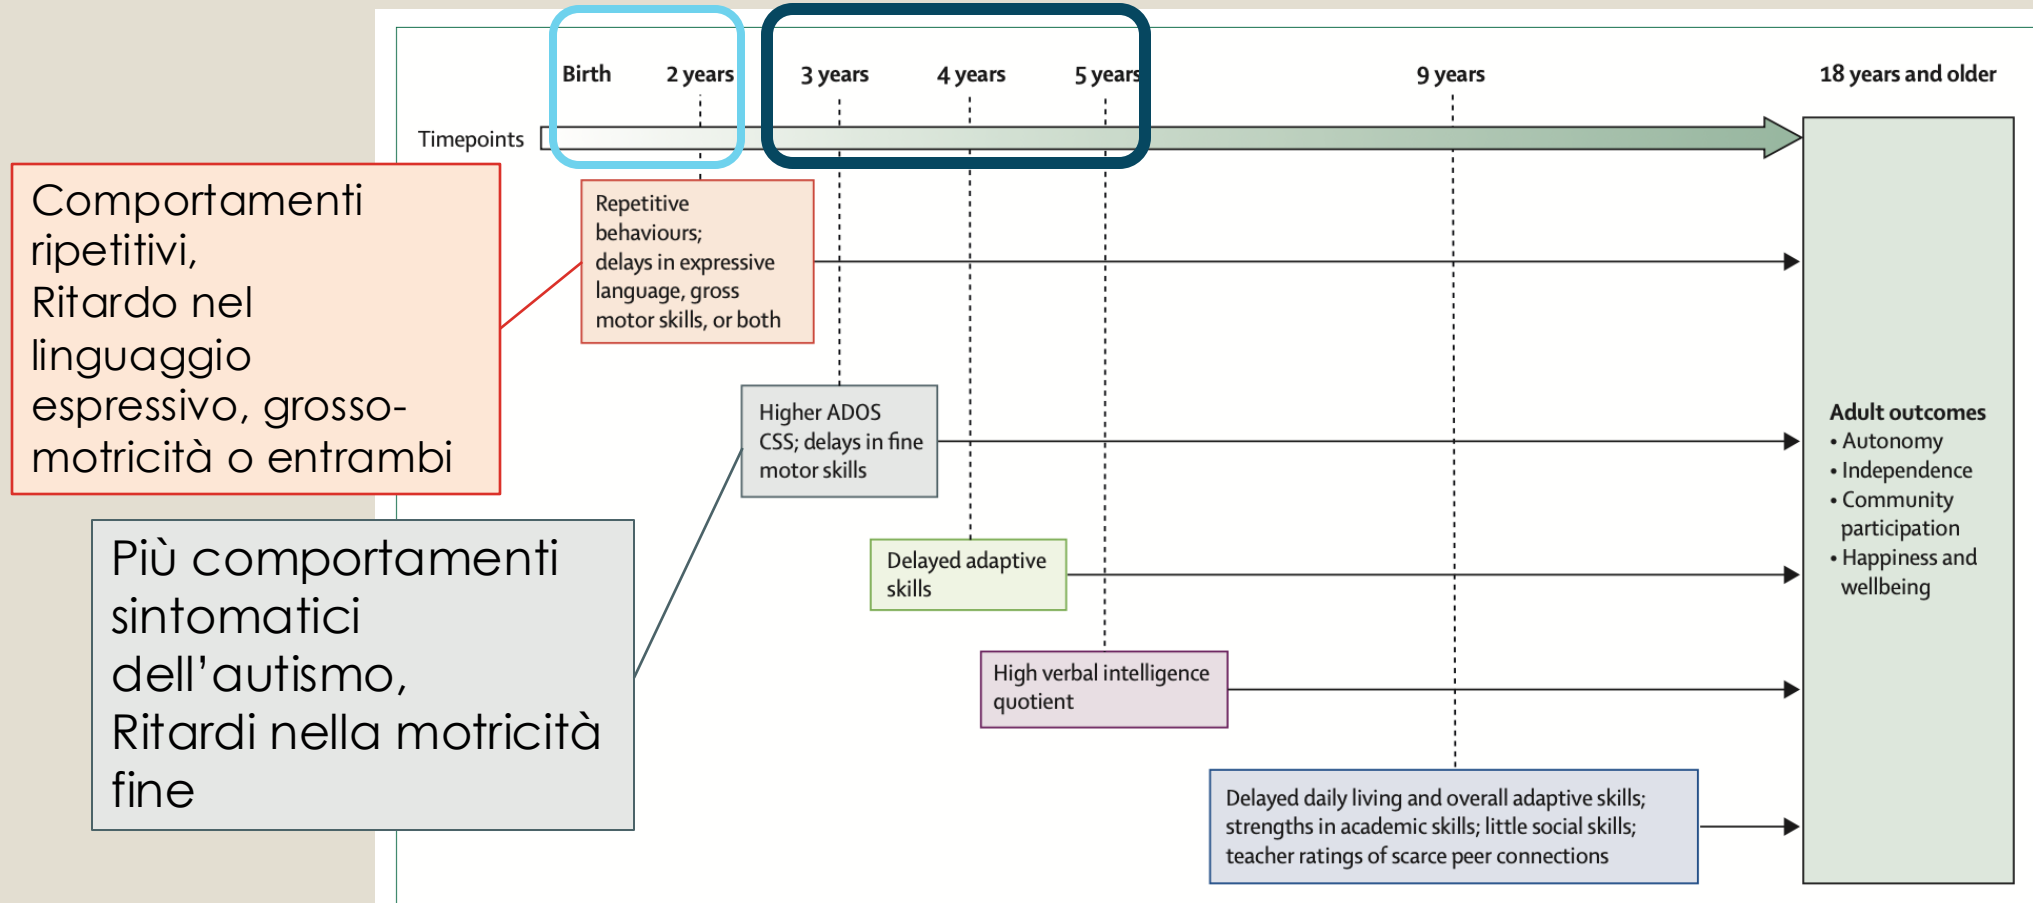 Birth
2 years
3 years
4 years
5 years
9 years
18 years and older
Timepoints
Comportamenti
ripetitivi,
Ritardo nel
linguaggio
espressivo, grosso-
motricità o entrambi
Repetitive
behaviours;
delays in expressive
language, gross
motor skills, or both
Più comportamenti
sintomatici
dell’autismo,
Ritardi nella motricità
fine
Higher ADOS
CSS; delays in fine
motor skills
Delayed adaptive
skills
High verbal intelligence
quotient
Delayed daily living and overall adaptive skills;
strengths in academic skills; little social skills;
teacher ratings of scarce peer connections
Adult outcomes
• Autonomy
• Independence
• Community
participation
• Happiness and
wellbeing